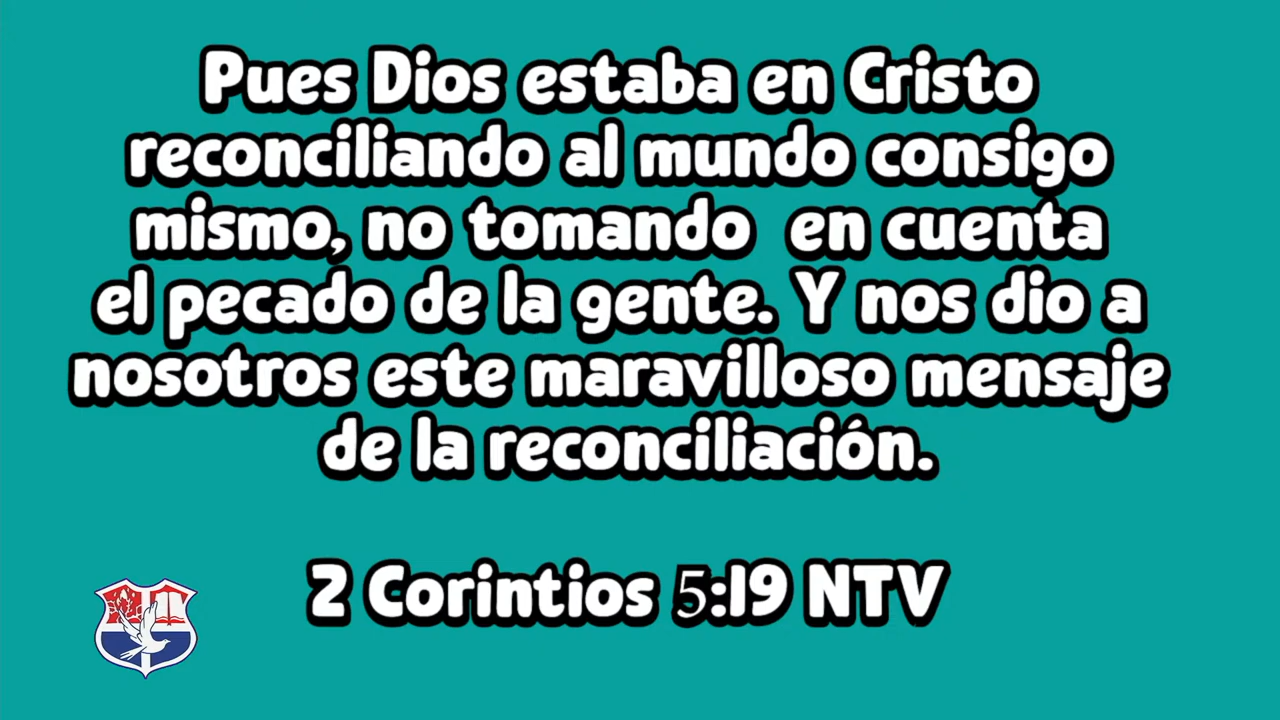 Pues Dios estaba en Cristo
reconciliando al mundo consigo
mismo, no tomando  en cuenta
el pecado de la gente. Y nos dio a
nosotros este maravilloso mensaje
de la reconciliación.
2 Corintios 5:19 NTV